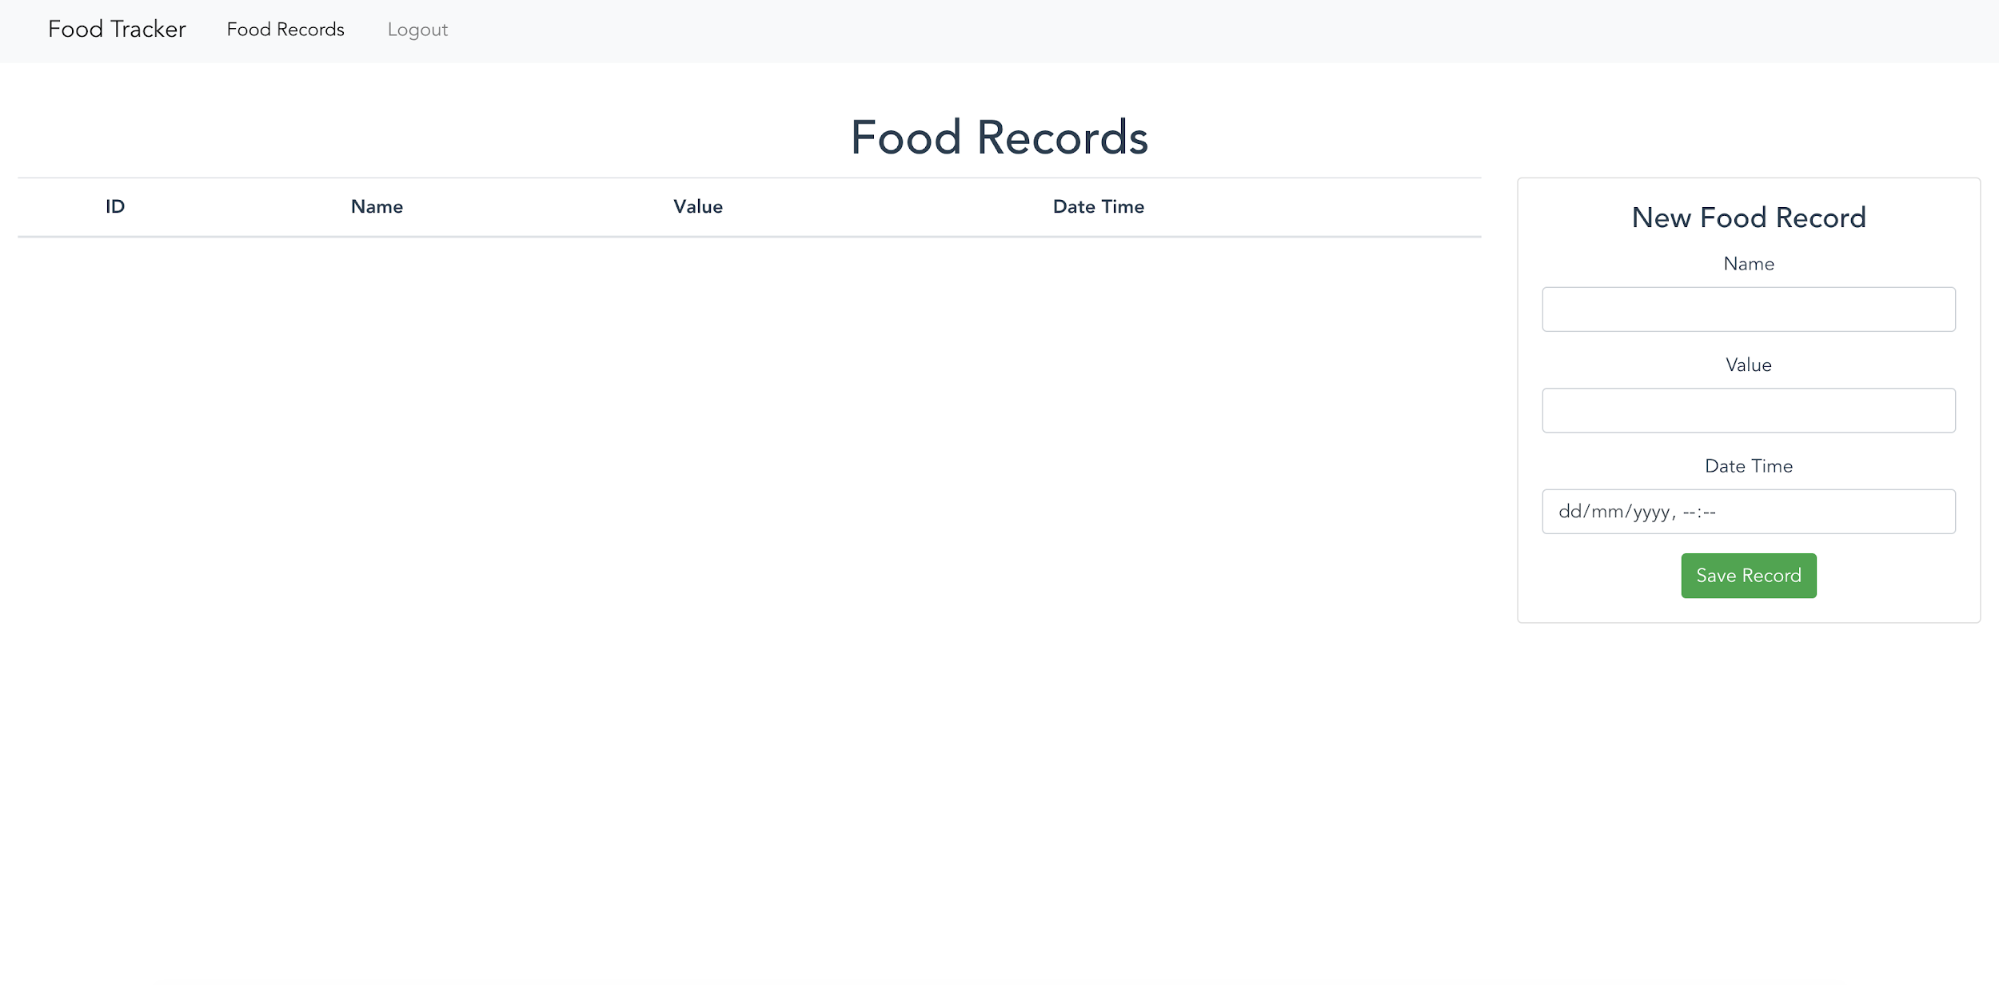 Food Tracker Food Records Logout
Food Records
ID Name Value Date Time
New Food Record
Name
Value
Date Time
dd/mm/yyyy, --:--
Save Record